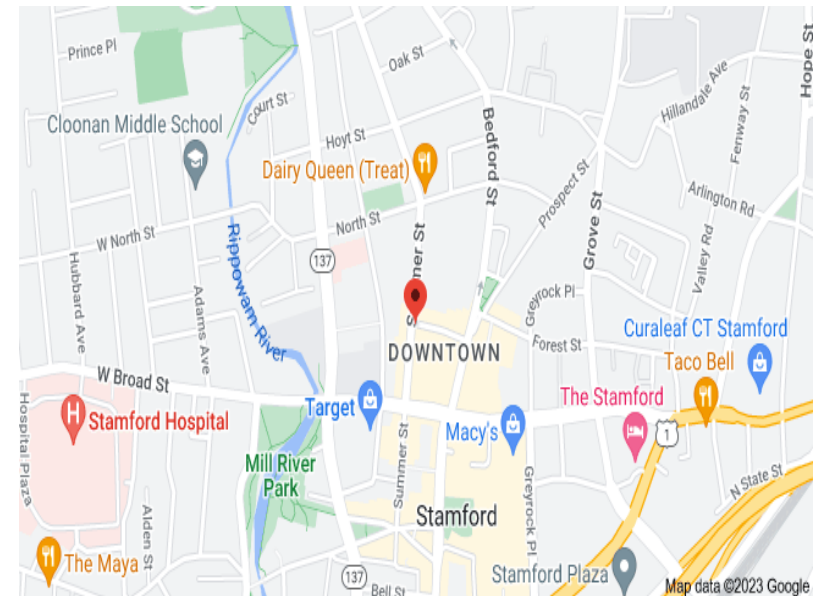 Prince Pl
Oak St
Hope St
Court St
Cloonan Middle School
Hoyt St
Bedford St
Hillandale Ave
Fenway St
Dairy Queen (Treat)
Prospect St
Arlington Rd
North St
W North St
Grove St
Valley Rd
137
ner St
Rippowam River
Hubbard Ave
Adams Ave
Greyrock Pl
Forest St
Curaleaf CT Stamford
DOWNTOWN
Taco Bell
W Broad St
The Stamford
Hospital Plaza
H
Stamford Hospital
Target
Macy's
1
Mill River
Park
Summer St
Greyrock Pl
N State St
Alden St
Stamford
The Maya
137
Bell St
Stamford Plaza
Map data ©2023 Google